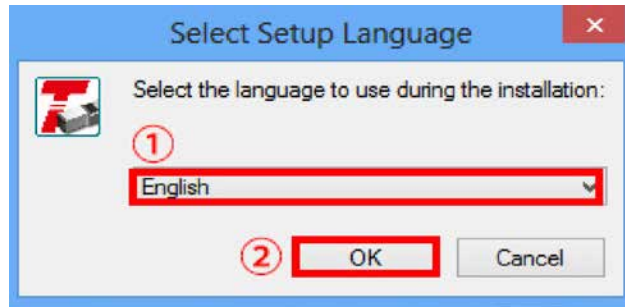 Select Setup Language
Select the language to use during the installation:
①
English
② OK Cancel